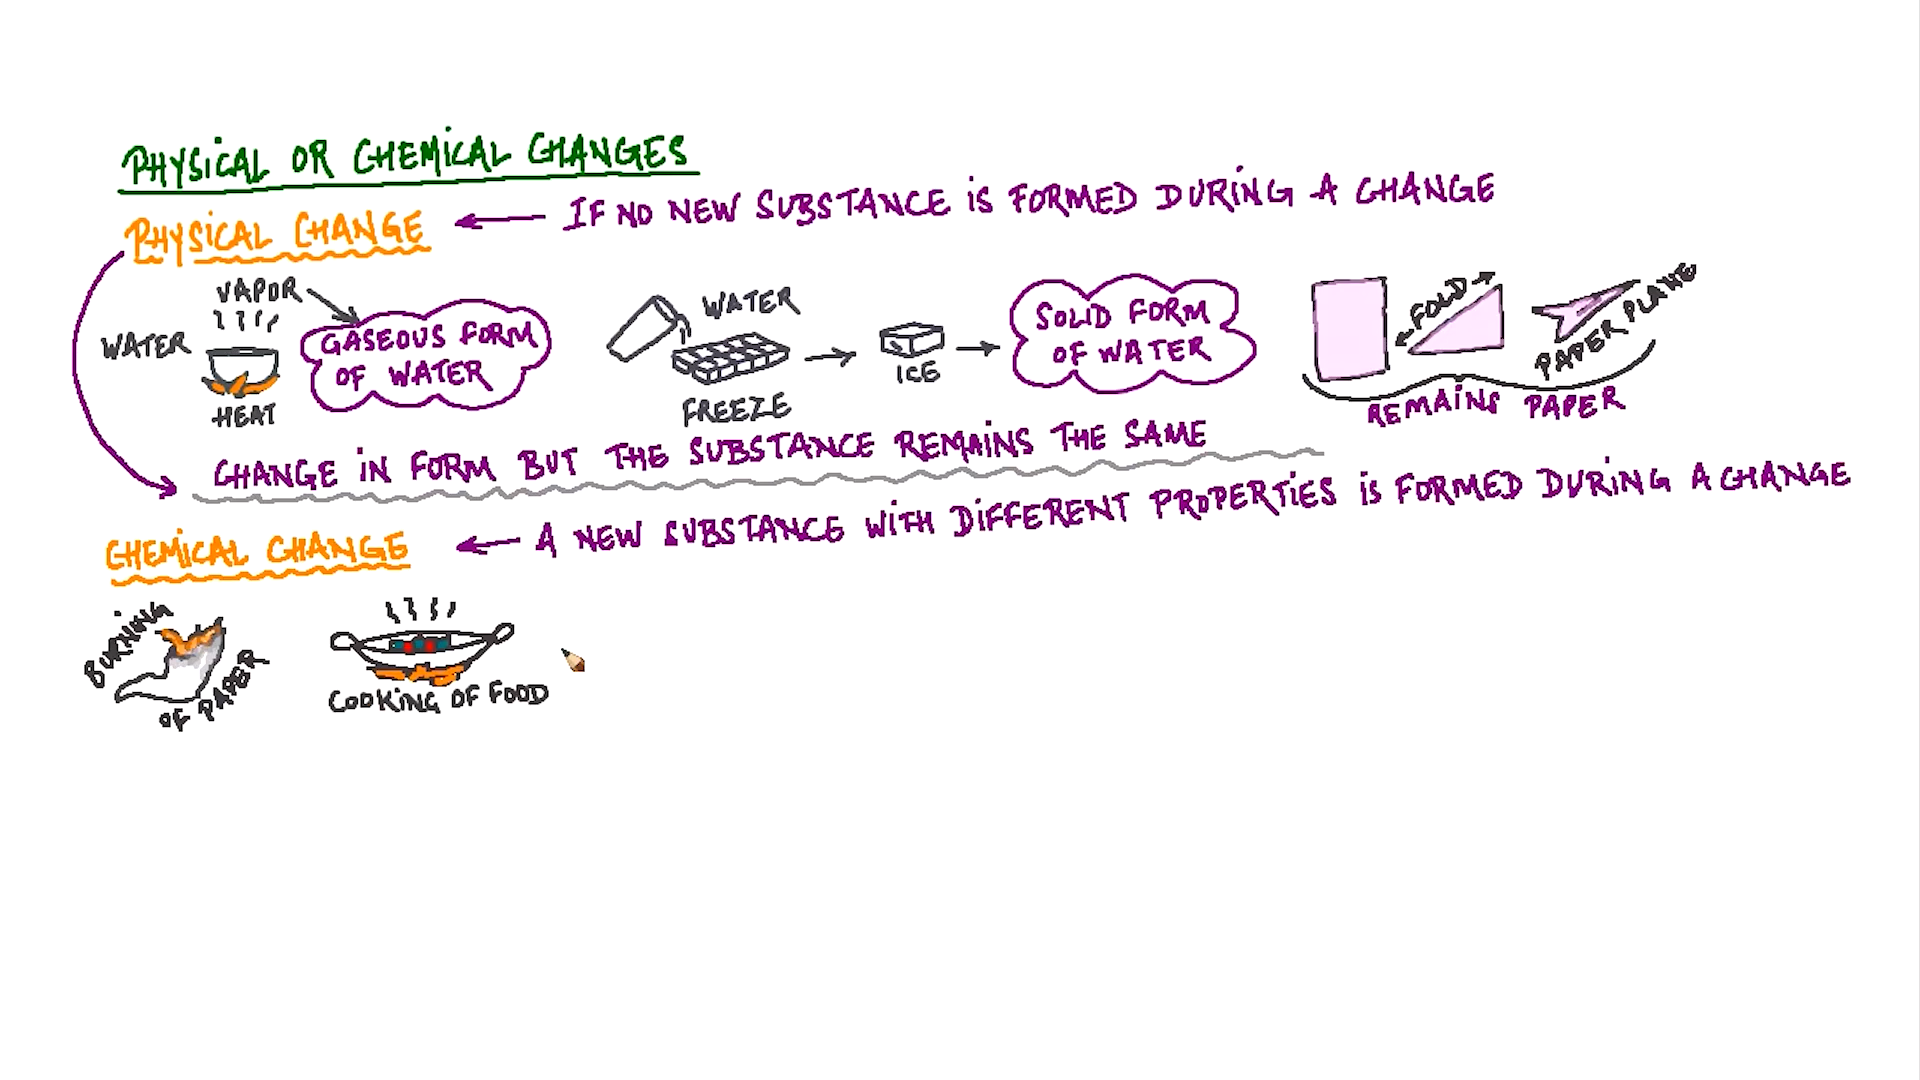 PHYSICAL OR CHEMICAL CHANGES
PHYSICAL CHANGE
IF NO NEW SUBSTANCE IS FORMED DURING A CHANGE
VAPOR
WATER
HEAT
GASEOUS FORM
OF WATER
WATER
FREEZE
ICE
SOLID FORM
OF WATER
FOLD
PAPER PLANE
REMAINS PAPER
CHANGE IN FORM BUT THE SUBSTANCE REMAINS THE SAME
CHEMICAL CHANGE
A NEW SUBSTANCE WITH DIFFERENT PROPERTIES IS FORMED DURING A CHANGE
BURNING
OF PAPER
COOKING OF FOOD